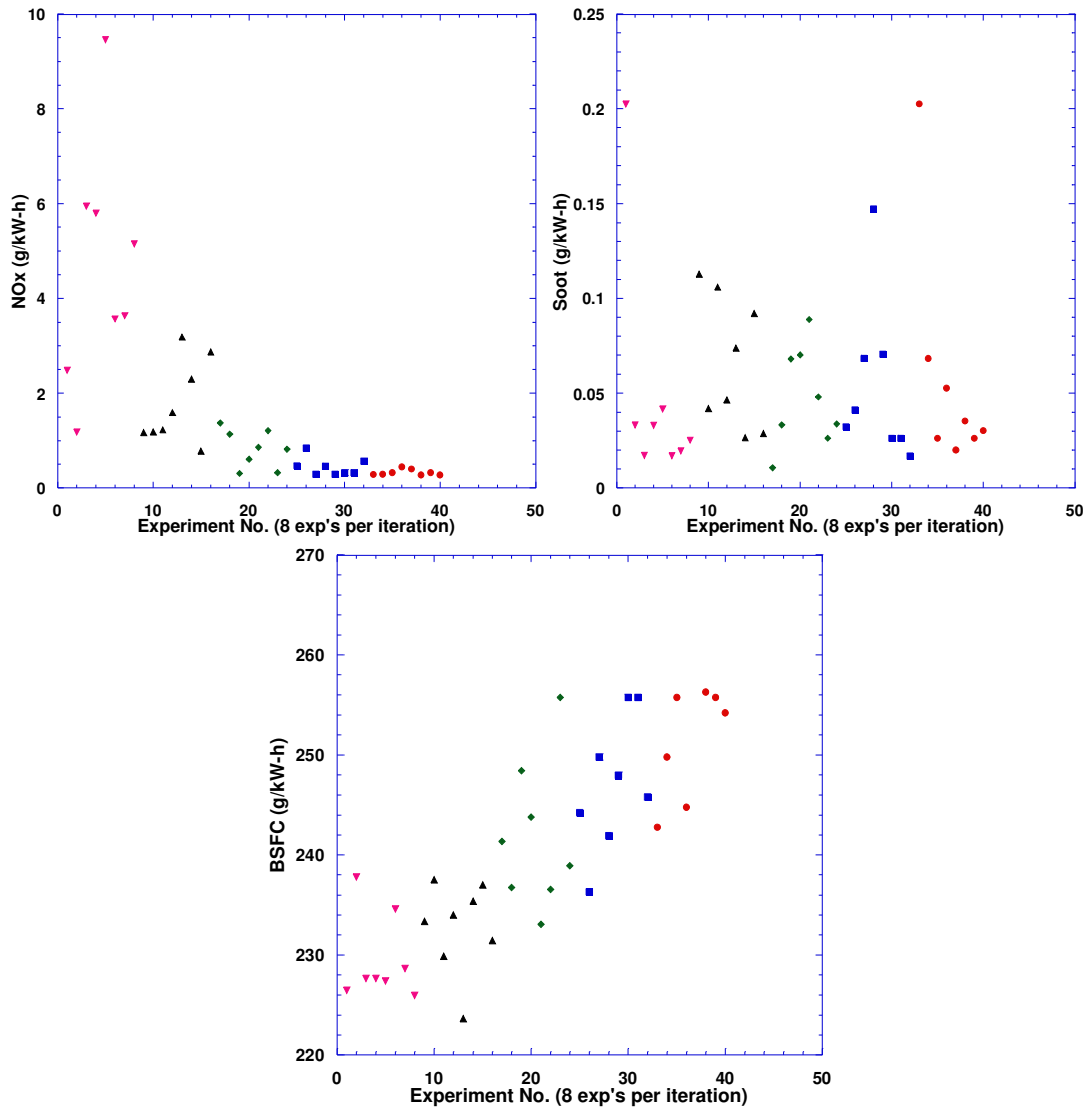 10
8
6
4
2
0
NOx (g/kW-h)
0 10 20 30 40 50
Experiment No. (8 exp's per iteration)
0.25
0.2
0.15
0.1
0.05
0
Soot (g/kW-h)
0 10 20 30 40 50
Experiment No. (8 exp's per iteration)
270
260
250
240
230
220
BSFC (g/kW-h)
0 10 20 30 40 50
Experiment No. (8 exp's per iteration)